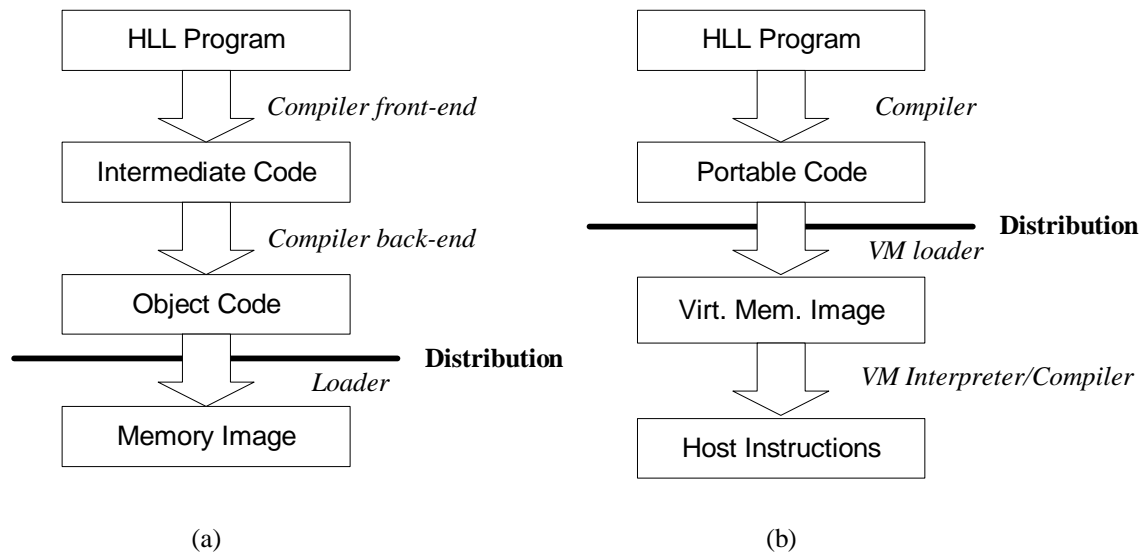 HLL Program
Compiler front-end
Intermediate Code
Compiler back-end
Object Code
Distribution
Loader
Memory Image
(a)
HLL Program
Compiler
Portable Code
Distribution
VM loader
Virt. Mem. Image
VM Interpreter/Compiler
Host Instructions
(b)